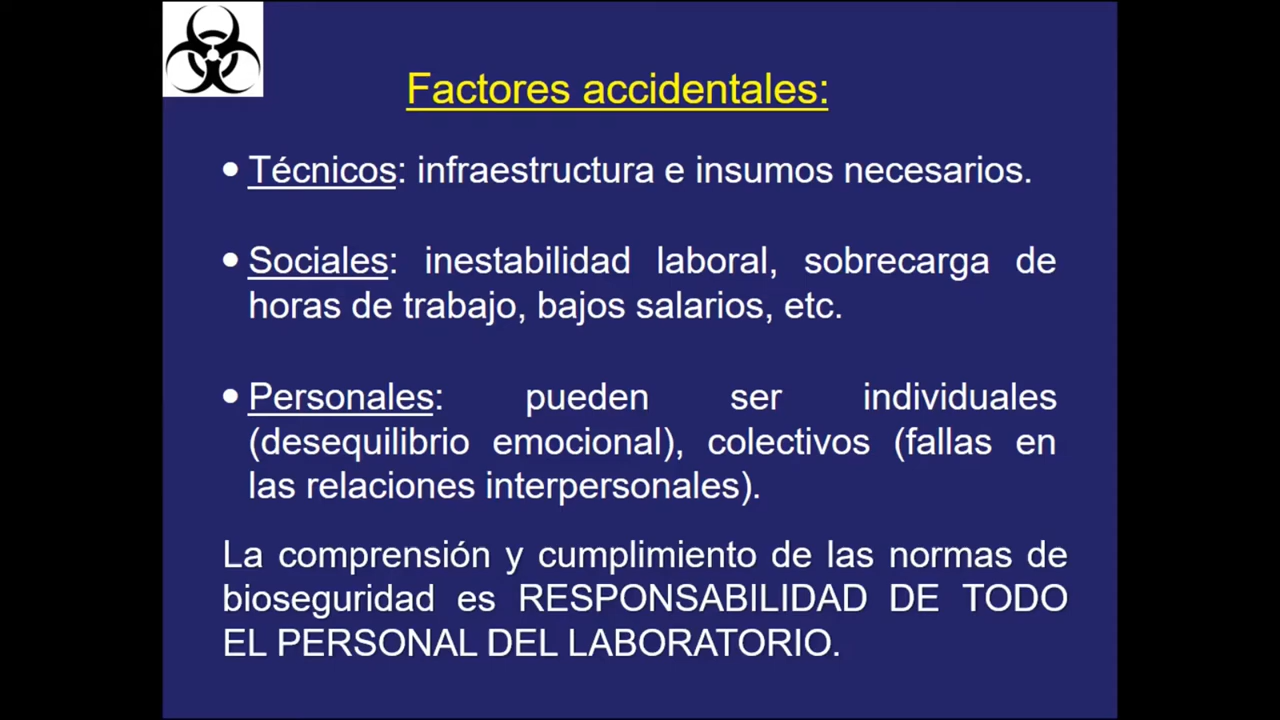 Factores accidentales:
• Técnicos: infraestructura e insumos necesarios.
• Sociales: inestabilidad laboral, sobrecarga de
horas de trabajo, bajos salarios, etc.
• Personales: pueden ser individuales
(desequilibrio emocional), colectivos (fallas en
las relaciones interpersonales).
La comprensión y cumplimiento de las normas de
bioseguridad es RESPONSABILIDAD DE TODO
EL PERSONAL DEL LABORATORIO.